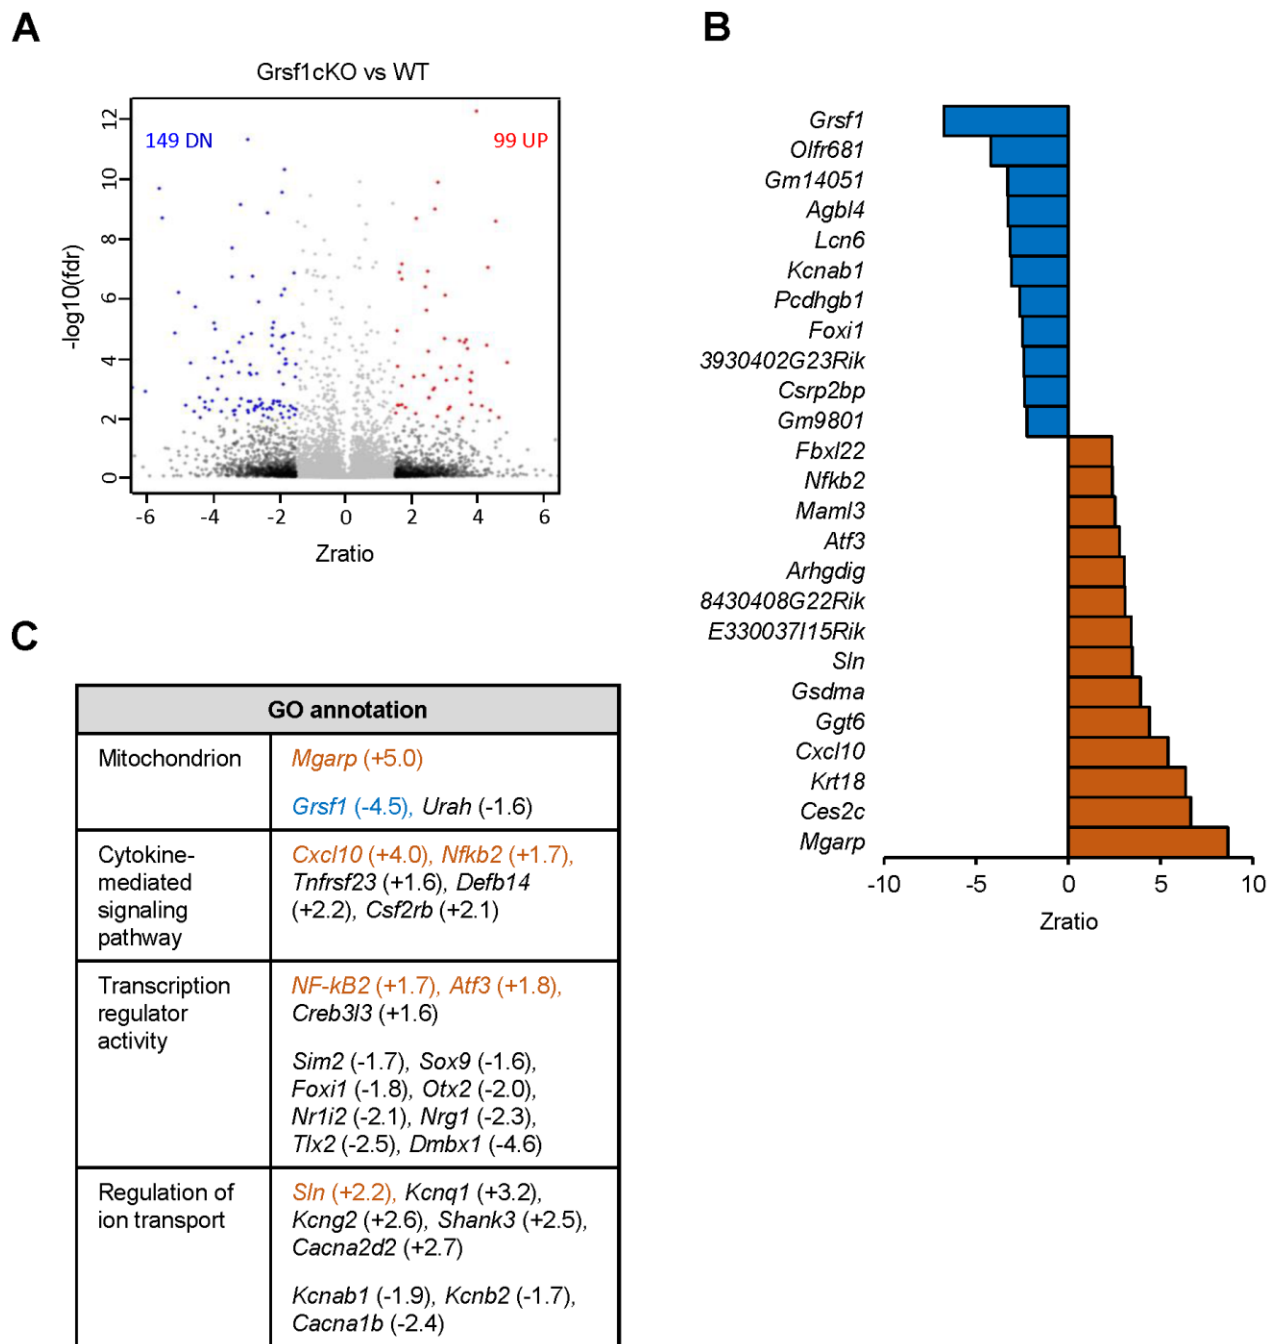 A
Grsf1cKO vs WT
149 DN
99 UP
-log10(fdr)
12
10
8
6
4
2
0
-6
-4
-2
0
2
4
6
Zratio
B
Grsf1
Olfr681
Gm14051
Agbl4
Lcn6
Kcnab1
Pcdhgb1
Foxi1
3930402G23Rik
Csrp2bp
Gm9801
Fbxl22
Nfkb2
Maml3
Atf3
Arhgdig
8430408G22Rik
E330037I15Rik
Sln
Gsdma
Ggt6
Cxcl10
Krt18
Ces2c
Mgarp
-10
-5
0
5
10
Zratio
C
GO annotation
Mitochondrion
Mgarp (+5.0)
Grsf1 (-4.5), Urah (-1.6)
Cytokine-
mediated
signaling
pathway
Cxcl10 (+4.0), Nfkb2 (+1.7),
Tnfrsf23 (+1.6), Defb14
(+2.2), Csf2rb (+2.1)
Transcription
regulator
activity
NF-kB2 (+1.7), Atf3 (+1.8),
Creb3l3 (+1.6)
Sim2 (-1.7), Sox9 (-1.6),
Foxi1 (-1.8), Otx2 (-2.0),
Nr1i2 (-2.1), Nrg1 (-2.3),
Tlx2 (-2.5), Dmbx1 (-4.6)
Regulation of
ion transport
Sln (+2.2), Kcnq1 (+3.2),
Kcng2 (+2.6), Shank3 (+2.5),
Cacna2d2 (+2.7)
Kcnab1 (-1.9), Kcnb2 (-1.7),
Cacna1b (-2.4)